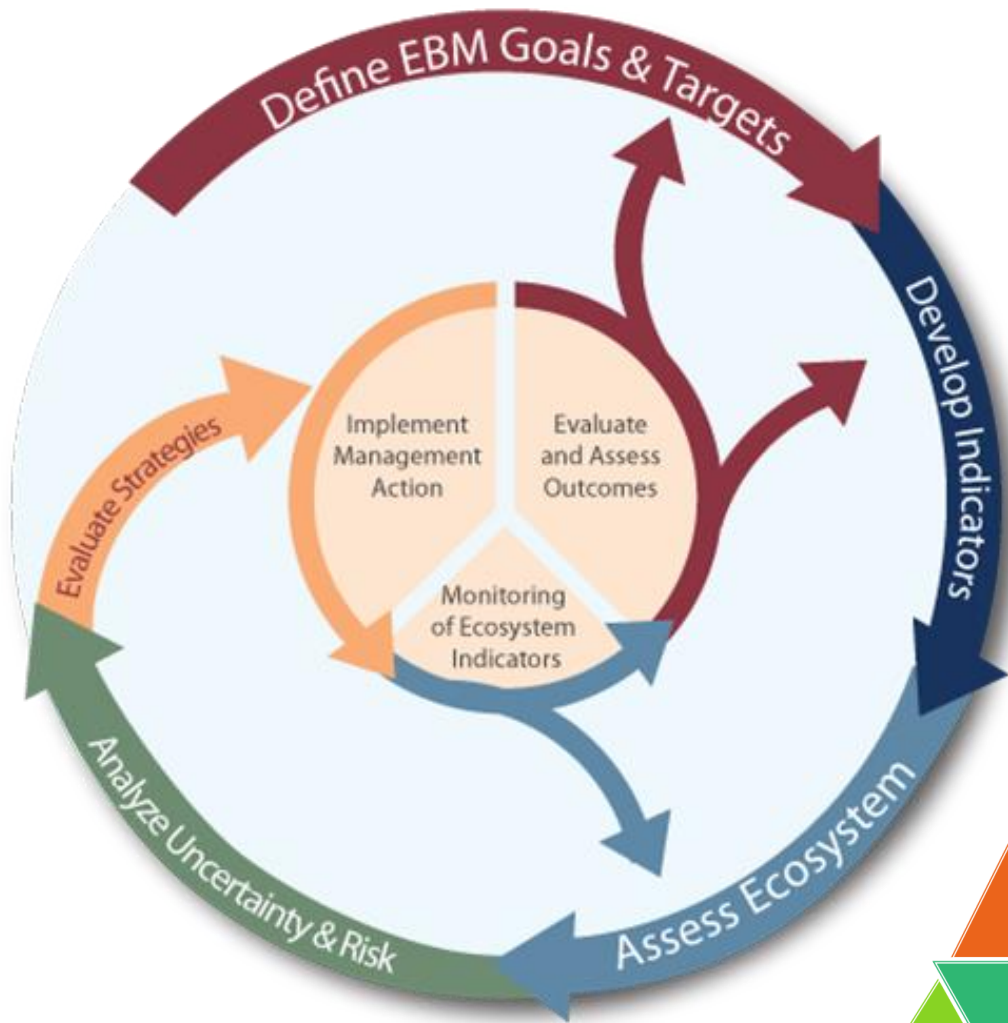 Define EBM Goals & Targets
Develop Indicators
Assess Ecosystem
Analyze Uncertainty & Risk
Evaluate Strategies
Implement
Management
Action
Evaluate
and Assess
Outcomes
Monitoring
of Ecosystem
Indicators